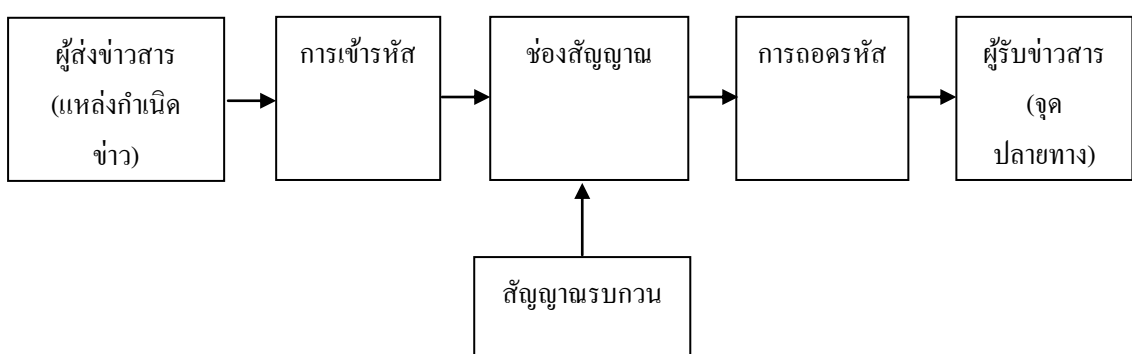 ผู้ส่งข่าวสาร
(แหล่งกำเนิด
ข่าว)
การเข้ารหัส
ช่องสัญญาณ
การถอดรหัส
ผู้รับข่าวสาร
(จุด
ปลายทาง)
สัญญาณรบกวน